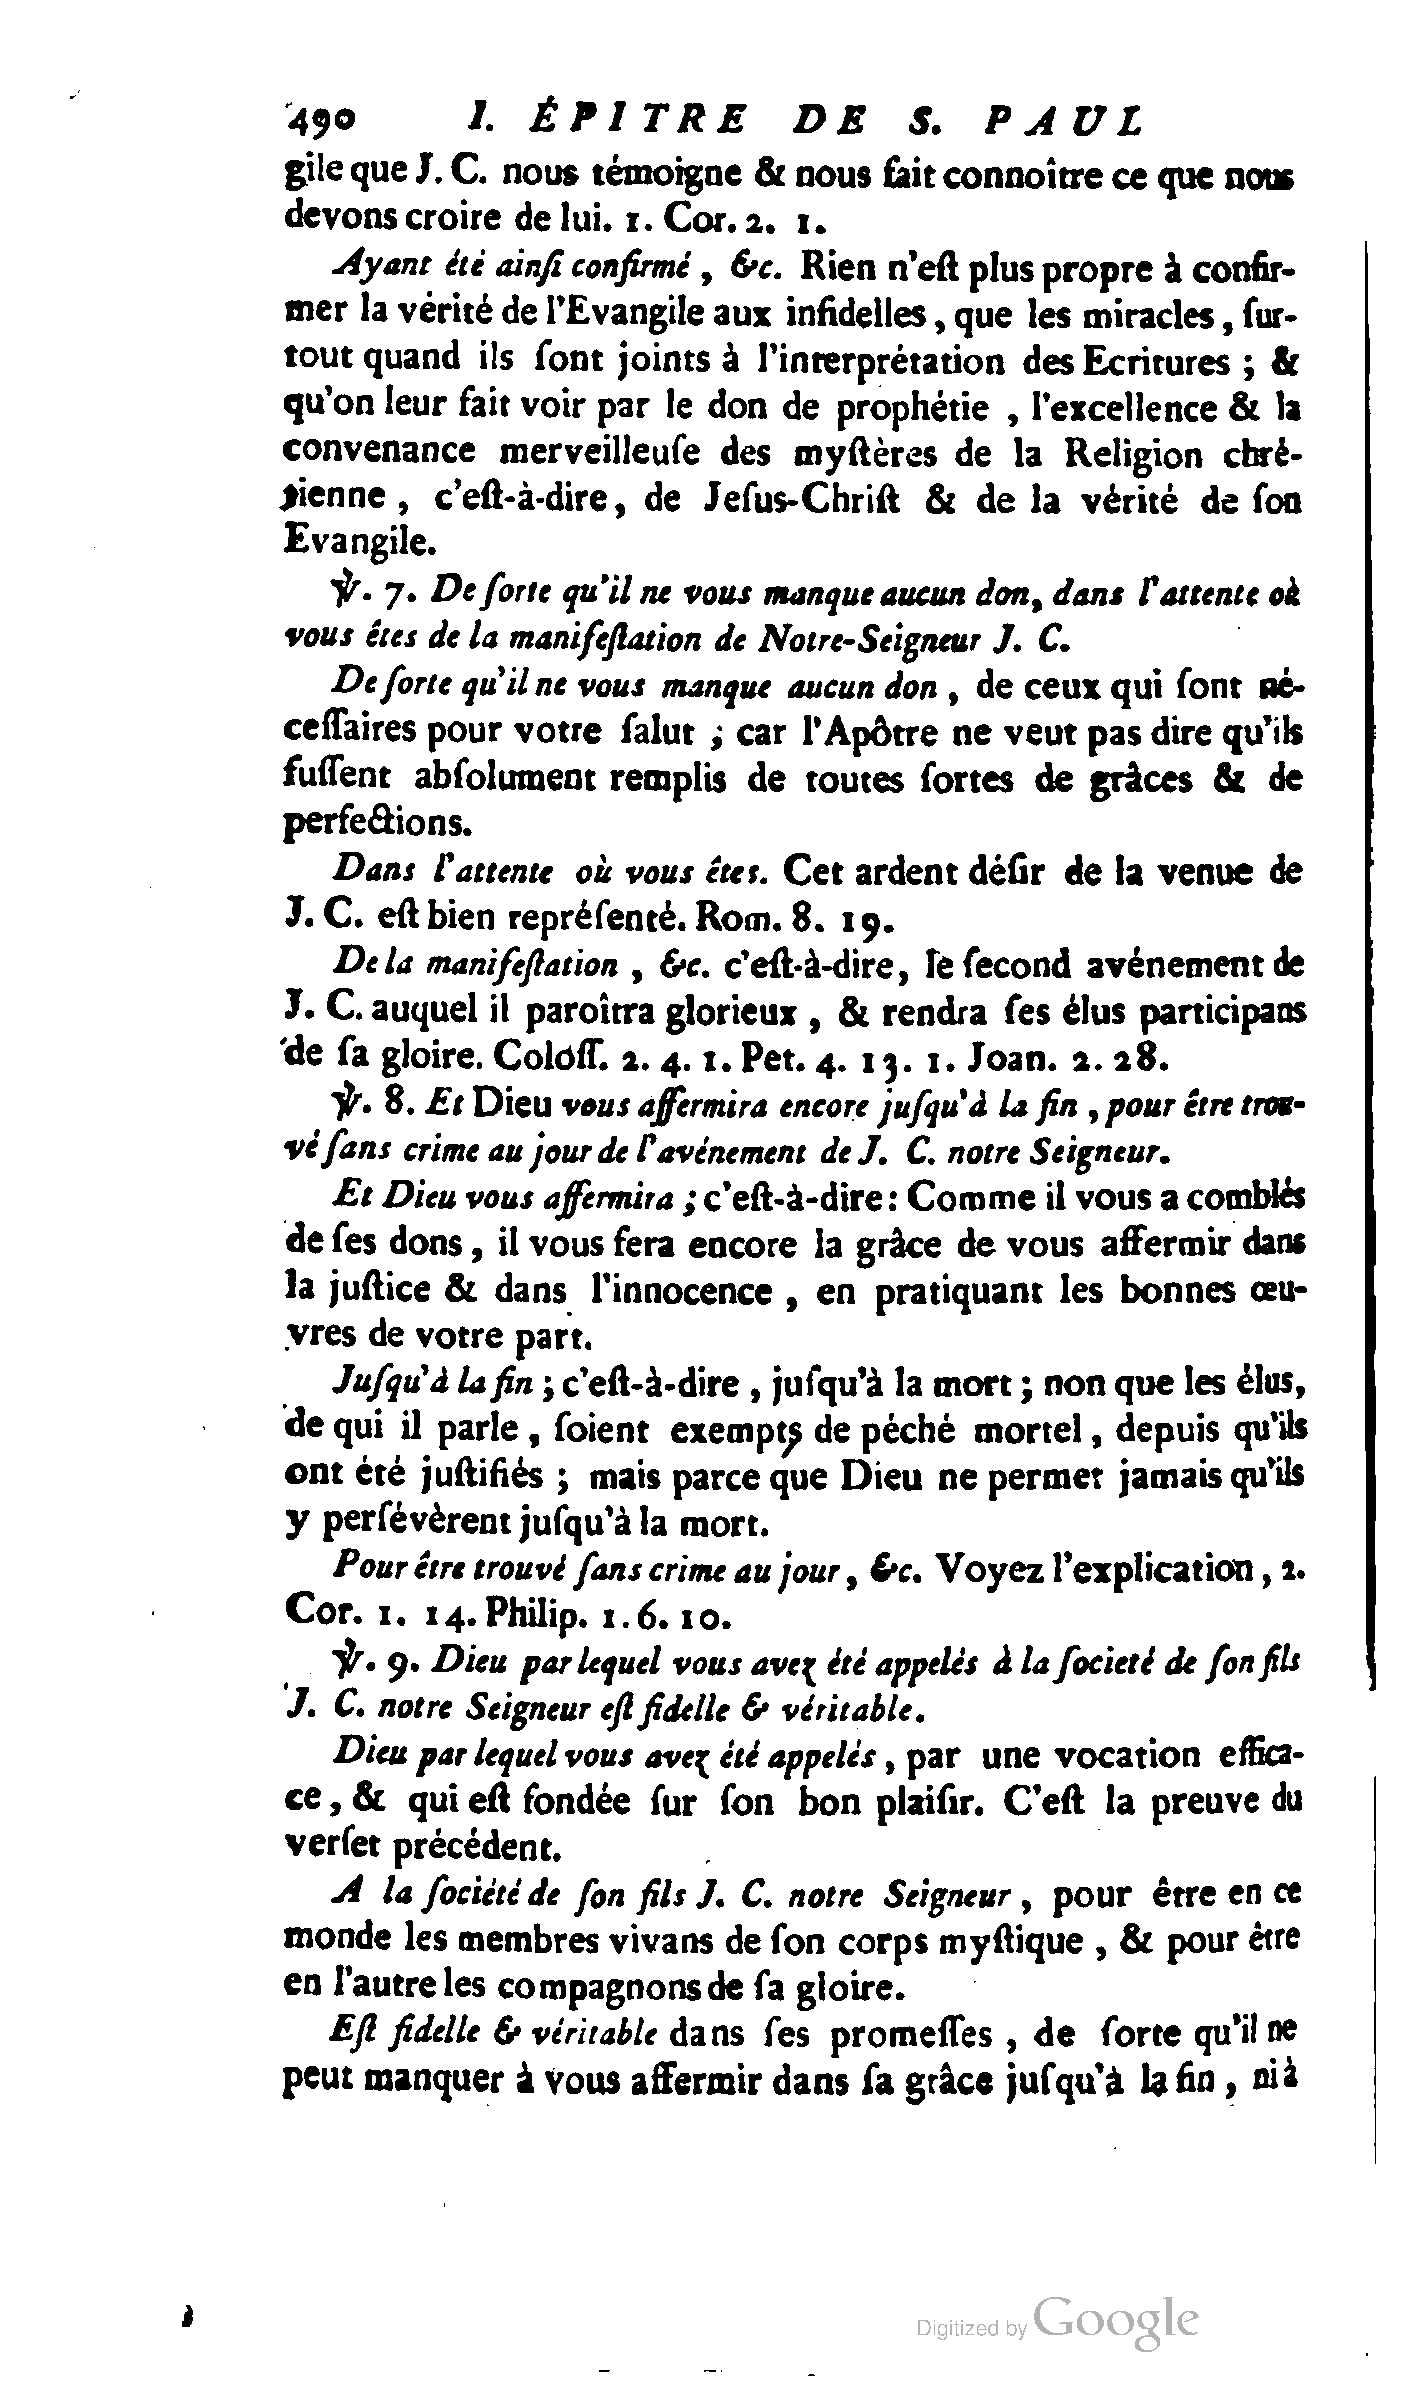 490 I. ÉPITRE DE S. PAUL
gile que J. C. nous témoigne & nous fait connoître ce que nous
devons croire de lui. 1. Cor. 2. 1.
Ayant été ainſi confirmé, &c. Rien n'eſt plus propre à confir-
mer la vérité de l'Evangile aux infidelles, que les miracles, ſur-
tout quand ils ſont joints à l'interprétation des Ecritures ; &
qu'on leur fait voir par le don de prophétie, l'excellence & la
convenance merveilleuſe des myſtères de la Religion chré-
tienne, c'eſt-à-dire, de Jeſus-Chriſt & de la vérité de ſon
Evangile.
℣. 7. De ſorte qu'il ne vous manque aucun don, dans l'attente où
vous êtes de la manifeſtation de Notre-Seigneur J. C.
De ſorte qu'il ne vous manque aucun don, de ceux qui ſont né-
ceſſaires pour votre ſalut ; car l'Apôtre ne veut pas dire qu'ils
fuſſent abſolument remplis de toutes ſortes de grâces & de
perfections.
Dans l'attente où vous êtes. Cet ardent déſir de la venue de
J. C. eſt bien repréſenté. Rom. 8. 19.
De la manifeſtation, &c. c'eſt-à-dire, le ſecond avénement de
J. C. auquel il paroîtra glorieux, & rendra ſes élus participans
de ſa gloire. Coloſſ. 2. 4. 1. Pet. 4. 13. 1. Joan. 2. 28.
℣. 8. Et Dieu vous affermira encore juſqu'à la fin, pour être trou-
vé ſans crime au jour de l'avénement de J. C. notre Seigneur.
Et Dieu vous affermira ; c'eſt-à-dire : Comme il vous a comblés
de ſes dons, il vous fera encore la grâce de vous affermir dans
la juſtice & dans l'innocence, en pratiquant les bonnes œu-
vres de votre part.
Juſqu'à la fin ; c'eſt-à-dire, juſqu'à la mort ; non que les élus,
de qui il parle, ſoient exempts de péché mortel, depuis qu'ils
ont été juſtifiés ; mais parce que Dieu ne permet jamais qu'ils
y perſévèrent juſqu'à la mort.
Pour être trouvé ſans crime au jour, &c. Voyez l'explication, 2.
Cor. 1. 14. Philip. 1. 6. 10.
℣. 9. Dieu par lequel vous avez été appelés à la ſocieté de ſon fils
J. C. notre Seigneur eſt fidelle & véritable.
Dieu par lequel vous avez été appelés, par une vocation effica-
ce, & qui eſt fondée ſur ſon bon plaiſir. C'eſt la preuve du
verſet précédent.
A la ſociété de ſon fils J. C. notre Seigneur, pour être en ce
monde les membres vivans de ſon corps myſtique, & pour être
en l'autre les compagnons de ſa gloire.
Eſt fidelle & véritable dans ſes promeſſes, de ſorte qu'il ne
peut manquer à vous affermir dans ſa grâce juſqu'à la fin, ni à
Digitized by Google